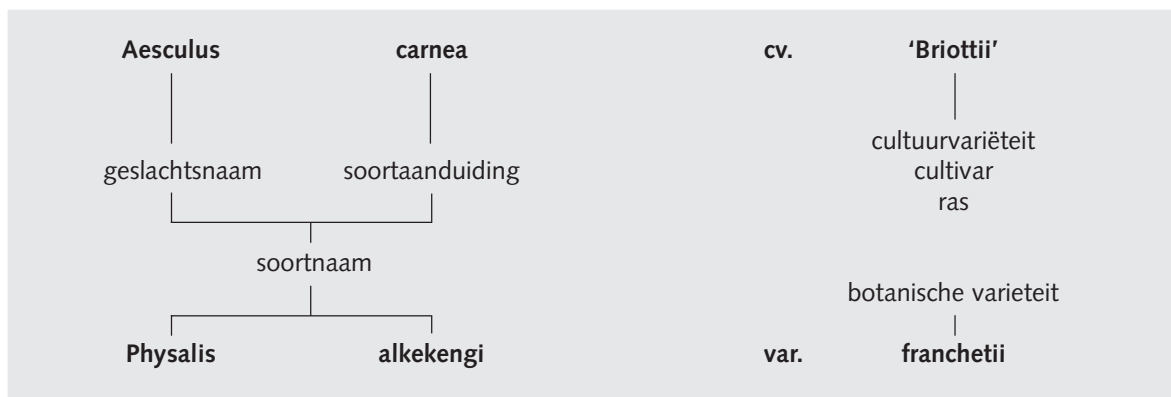 Aesculus carnea cv. ‘Briottii’
cultuurvariëteit
geslachtsnaam soortaanduiding cultivar
ras
soortnaam
botanische varieteit
Physalis alkekengi var. franchetii